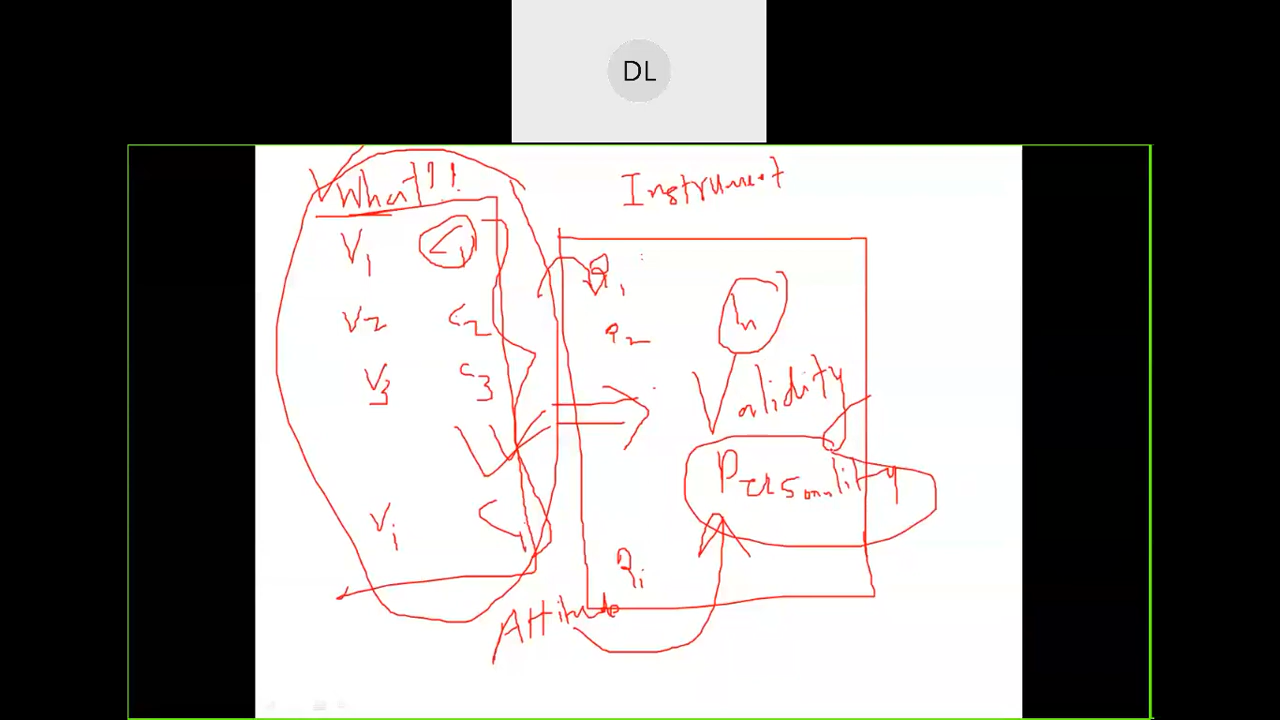 DL
What?!
Instrument
V1 C1
Q1
V2 C2
Q2
V3 C3
Validity
Personality
Vi Ci
Qi
Attitude